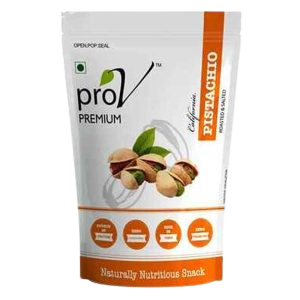 OPEN.POP.SEAL
proV™
PREMIUM
California
PISTACHIO
ROASTED & SALTED
Naturally Nutritious Snack